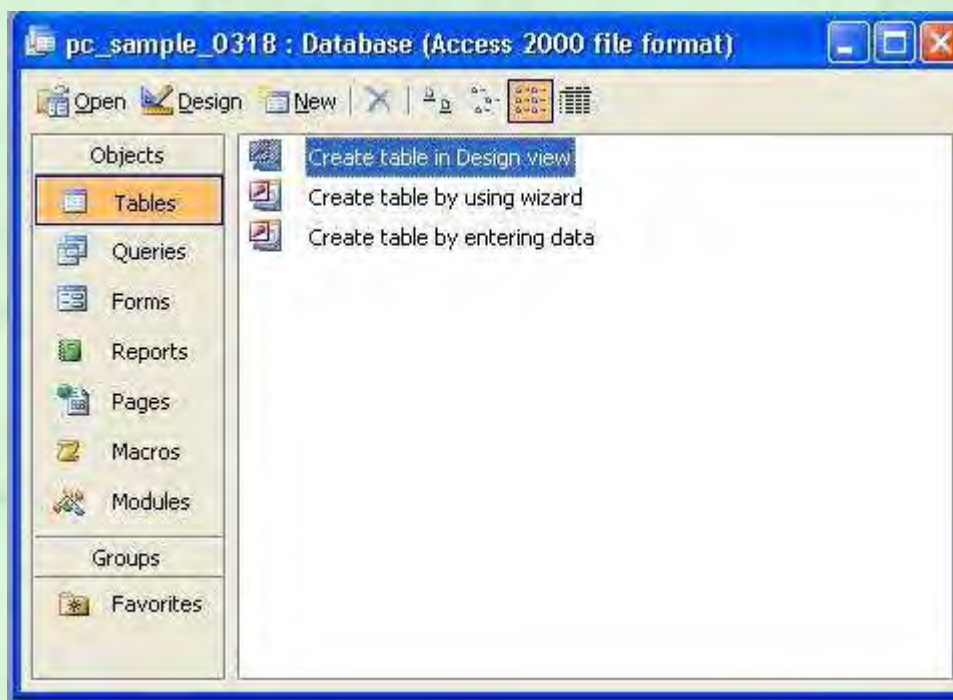 pc_sample_0318 : Database (Access 2000 file format)
Open Design New
Objects
Tables
Queries
Forms
Reports
Pages
Macros
Modules
Groups
Favorites
Create table in Design view
Create table by using wizard
Create table by entering data